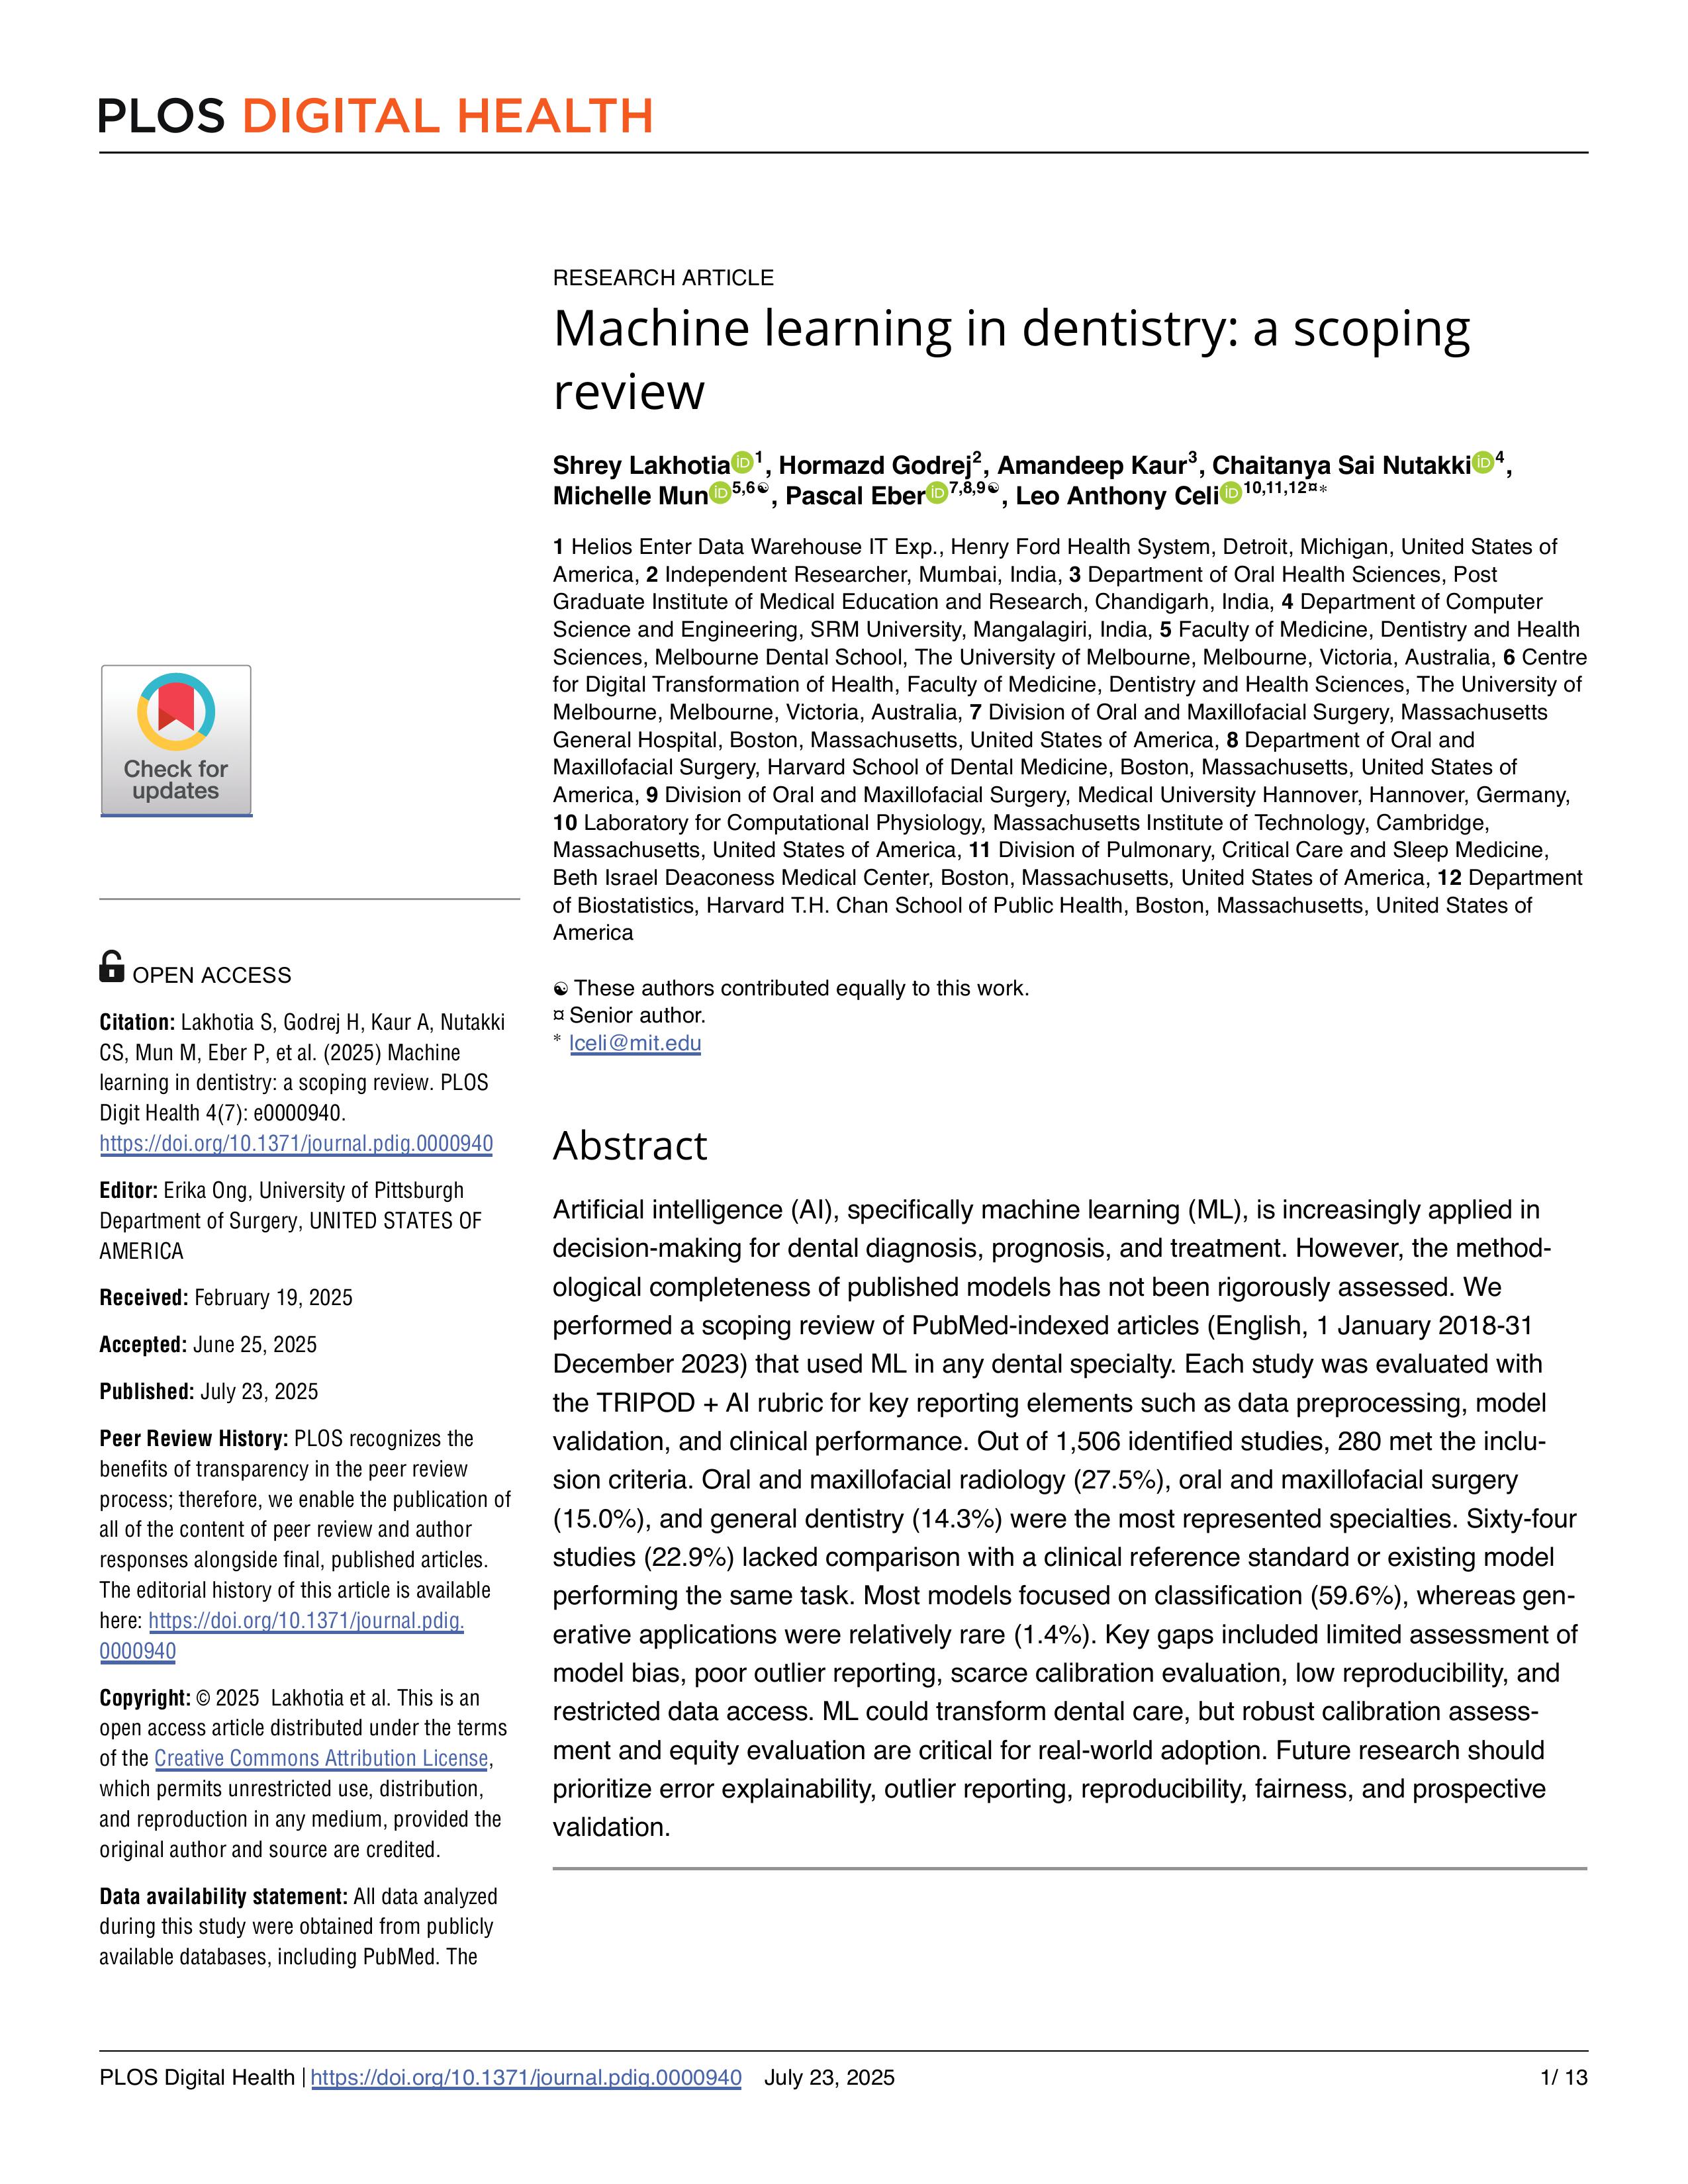 PLOS DIGITAL HEALTH
RESEARCH ARTICLE
Machine learning in dentistry: a scoping
review
Shrey Lakhotia iD 1, Hormazd Godrej2, Amandeep Kaur3, Chaitanya Sai Nutakki iD 4,
Michelle Mun iD 5,6☯, Pascal Eber iD 7,8,9☯, Leo Anthony Celi iD 10,11,12¤*
1 Helios Enter Data Warehouse IT Exp., Henry Ford Health System, Detroit, Michigan, United States of
America, 2 Independent Researcher, Mumbai, India, 3 Department of Oral Health Sciences, Post
Graduate Institute of Medical Education and Research, Chandigarh, India, 4 Department of Computer
Science and Engineering, SRM University, Mangalagiri, India, 5 Faculty of Medicine, Dentistry and Health
Sciences, Melbourne Dental School, The University of Melbourne, Melbourne, Victoria, Australia, 6 Centre
for Digital Transformation of Health, Faculty of Medicine, Dentistry and Health Sciences, The University of
Melbourne, Melbourne, Victoria, Australia, 7 Division of Oral and Maxillofacial Surgery, Massachusetts
General Hospital, Boston, Massachusetts, United States of America, 8 Department of Oral and
Maxillofacial Surgery, Harvard School of Dental Medicine, Boston, Massachusetts, United States of
America, 9 Division of Oral and Maxillofacial Surgery, Medical University Hannover, Hannover, Germany,
10 Laboratory for Computational Physiology, Massachusetts Institute of Technology, Cambridge,
Massachusetts, United States of America, 11 Division of Pulmonary, Critical Care and Sleep Medicine,
Beth Israel Deaconess Medical Center, Boston, Massachusetts, United States of America, 12 Department
of Biostatistics, Harvard T.H. Chan School of Public Health, Boston, Massachusetts, United States of
America
☯ These authors contributed equally to this work.
¤ Senior author.
* lceli@mit.edu
Abstract
Artificial intelligence (AI), specifically machine learning (ML), is increasingly applied in
decision-making for dental diagnosis, prognosis, and treatment. However, the method-
ological completeness of published models has not been rigorously assessed. We
performed a scoping review of PubMed-indexed articles (English, 1 January 2018-31
December 2023) that used ML in any dental specialty. Each study was evaluated with
the TRIPOD + AI rubric for key reporting elements such as data preprocessing, model
validation, and clinical performance. Out of 1,506 identified studies, 280 met the inclu-
sion criteria. Oral and maxillofacial radiology (27.5%), oral and maxillofacial surgery
(15.0%), and general dentistry (14.3%) were the most represented specialties. Sixty-four
studies (22.9%) lacked comparison with a clinical reference standard or existing model
performing the same task. Most models focused on classification (59.6%), whereas gen-
erative applications were relatively rare (1.4%). Key gaps included limited assessment of
model bias, poor outlier reporting, scarce calibration evaluation, low reproducibility, and
restricted data access. ML could transform dental care, but robust calibration assess-
ment and equity evaluation are critical for real-world adoption. Future research should
prioritize error explainability, outlier reporting, reproducibility, fairness, and prospective
validation.
Check for
updates
OPEN ACCESS
Citation: Lakhotia S, Godrej H, Kaur A, Nutakki
CS, Mun M, Eber P, et al. (2025) Machine
learning in dentistry: a scoping review. PLOS
Digit Health 4(7): e0000940.
https://doi.org/10.1371/journal.pdig.0000940
Editor: Erika Ong, University of Pittsburgh
Department of Surgery, UNITED STATES OF
AMERICA
Received: February 19, 2025
Accepted: June 25, 2025
Published: July 23, 2025
Peer Review History: PLOS recognizes the
benefits of transparency in the peer review
process; therefore, we enable the publication of
all of the content of peer review and author
responses alongside final, published articles.
The editorial history of this article is available
here: https://doi.org/10.1371/journal.pdig.
0000940
Copyright: © 2025 Lakhotia et al. This is an
open access article distributed under the terms
of the Creative Commons Attribution License,
which permits unrestricted use, distribution,
and reproduction in any medium, provided the
original author and source are credited.
Data availability statement: All data analyzed
during this study were obtained from publicly
available databases, including PubMed. The
PLOS Digital Health | https://doi.org/10.1371/journal.pdig.0000940 July 23, 2025
1/ 13